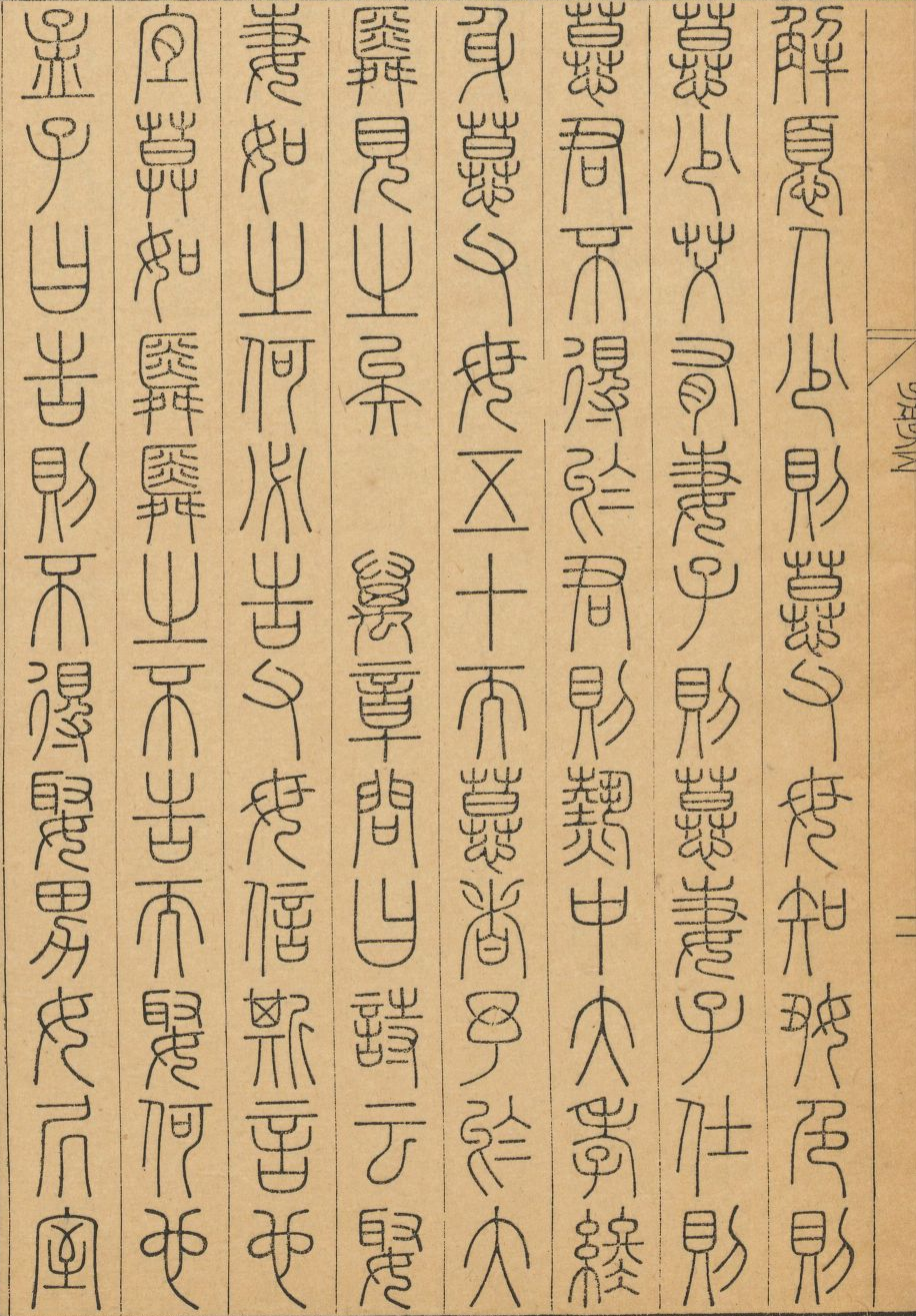 解憂人少則慕父母知好色則
慕少艾有妻子則慕妻子仕則
慕君不得於君則熱中大孝終
身慕父母五十而慕者予於大
舜見之矣　萬章問曰詩云娶
妻如之何必告父母信斯言也
宜莫如舜舜之不告而娶何也
孟子曰告則不得娶男女居室